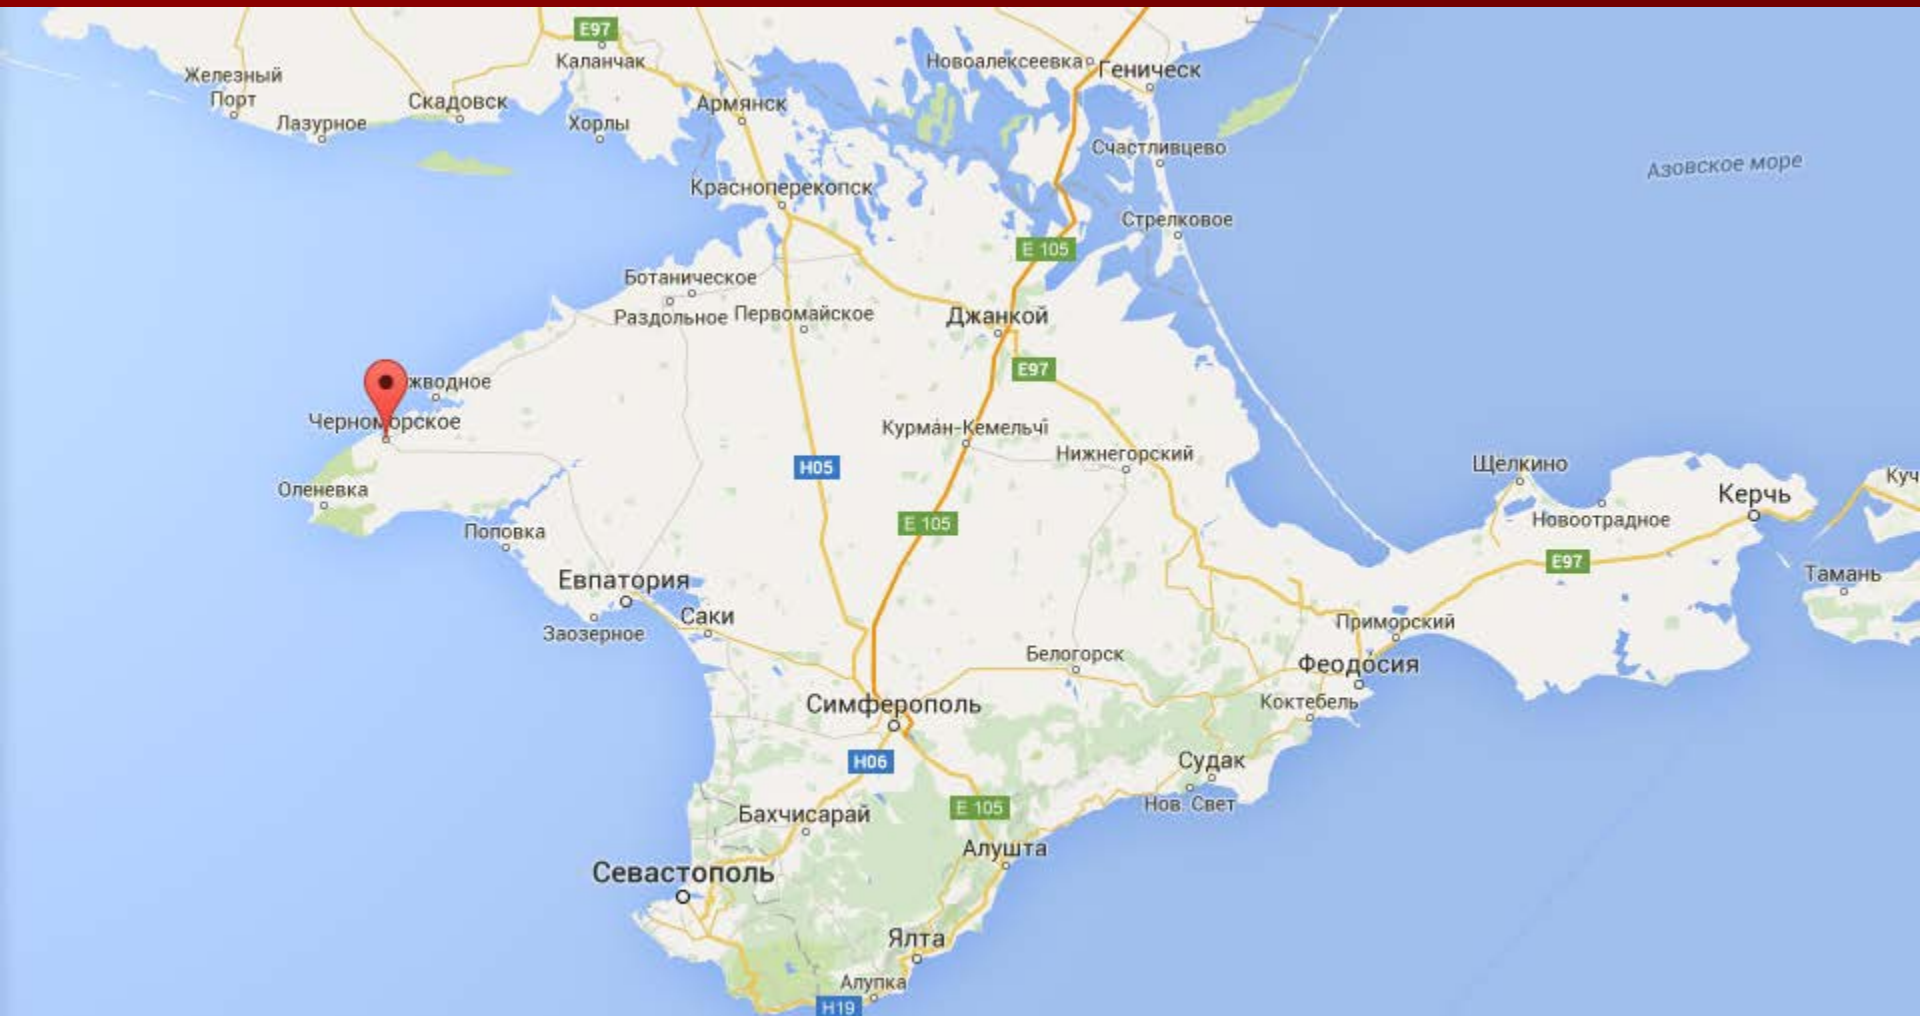 E97
Каланчак
Новоалексеевка
Геническ
Железный
Порт
Скадовск
Армянск
Лазурное
Хорлы
Счастливцево
Азовское море
Красноперекопск
Стрелковое
E 105
Ботаническое
Раздольное
Первомайское
Джанкой
E97
жводное
Черноморское
Курман-Кемельчі
Нижнегорский
H05
Щёлкино
Куч
Оленевка
Керчь
Новоотрадное
E 105
Поповка
E97
Евпатория
Тамань
Саки
Заозерное
Приморский
Белогорск
Феодосия
Симферополь
Коктебель
H06
Судак
Нов. Свет
E 105
Бахчисарай
Алушта
Севастополь
Ялта
Алупка
H19